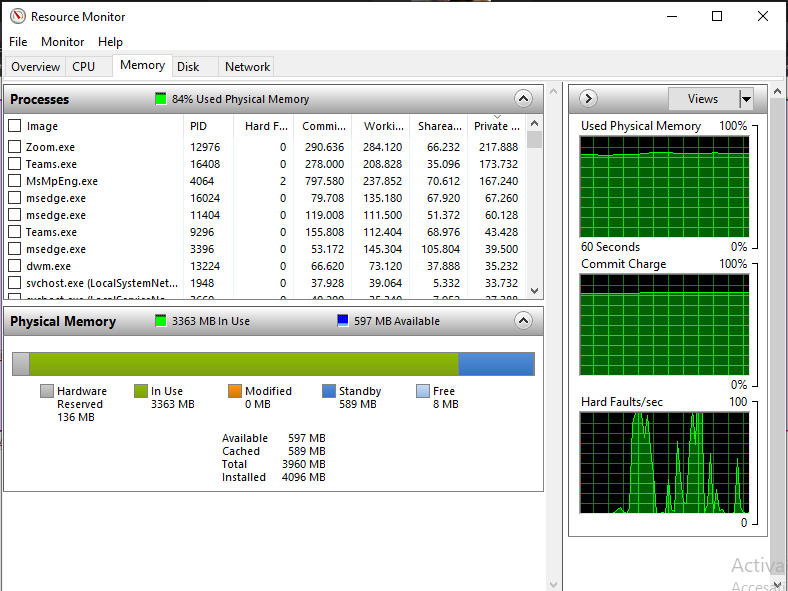 Resource Monitor
File Monitor Help
Overview CPU Memory Disk Network
Processes 84% Used Physical Memory
Image PID Hard F... Commi... Worki... Sharea... Private ...
Zoom.exe 12976 0 290.636 284.120 66.232 217.888
Teams.exe 16408 0 278.000 208.828 35.096 173.732
MsMpEng.exe 4064 2 797.580 237.852 70.612 167.240
msedge.exe 16024 0 79.708 135.180 67.920 67.260
msedge.exe 11404 0 119.008 111.500 51.372 60.128
Teams.exe 9296 0 155.808 112.404 68.976 43.428
msedge.exe 3396 0 53.172 145.304 105.804 39.500
dwm.exe 13224 0 66.620 73.120 37.888 35.232
svchost.exe (LocalSystemNet... 1948 0 37.928 39.064 5.332 33.732
Physical Memory 3363 MB In Use 597 MB Available
Hardware Reserved 136 MB
In Use 3363 MB
Modified 0 MB
Standby 589 MB
Free 8 MB
Available 597 MB
Cached 589 MB
Total 3960 MB
Installed 4096 MB
Views
Used Physical Memory 100%
60 Seconds 0%
Commit Charge 100%
0%
Hard Faults/sec 100
0
Activa